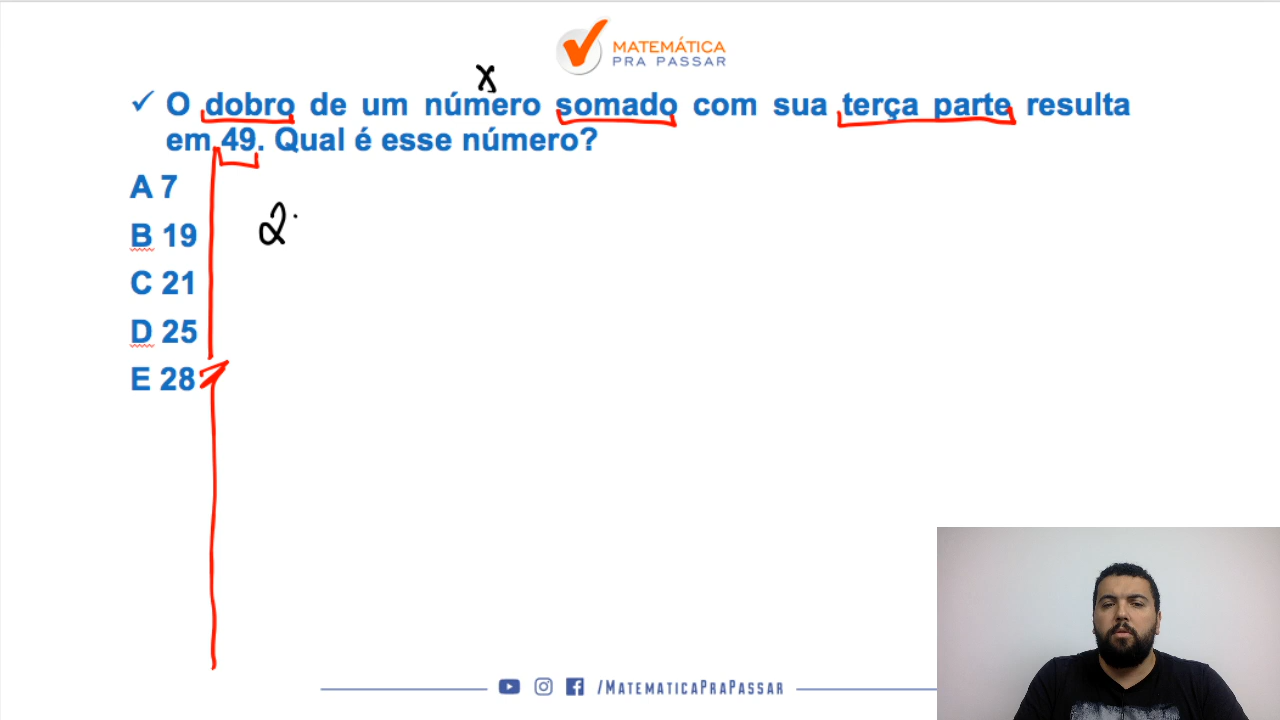 MATEMÁTICA
PRA PASSAR
x
✓ O dobro de um número somado com sua terça parte resulta
em 49. Qual é esse número?
A 7
B 19
2·
C 21
D 25
E 28
/MATEMATICAPRAPASSAR